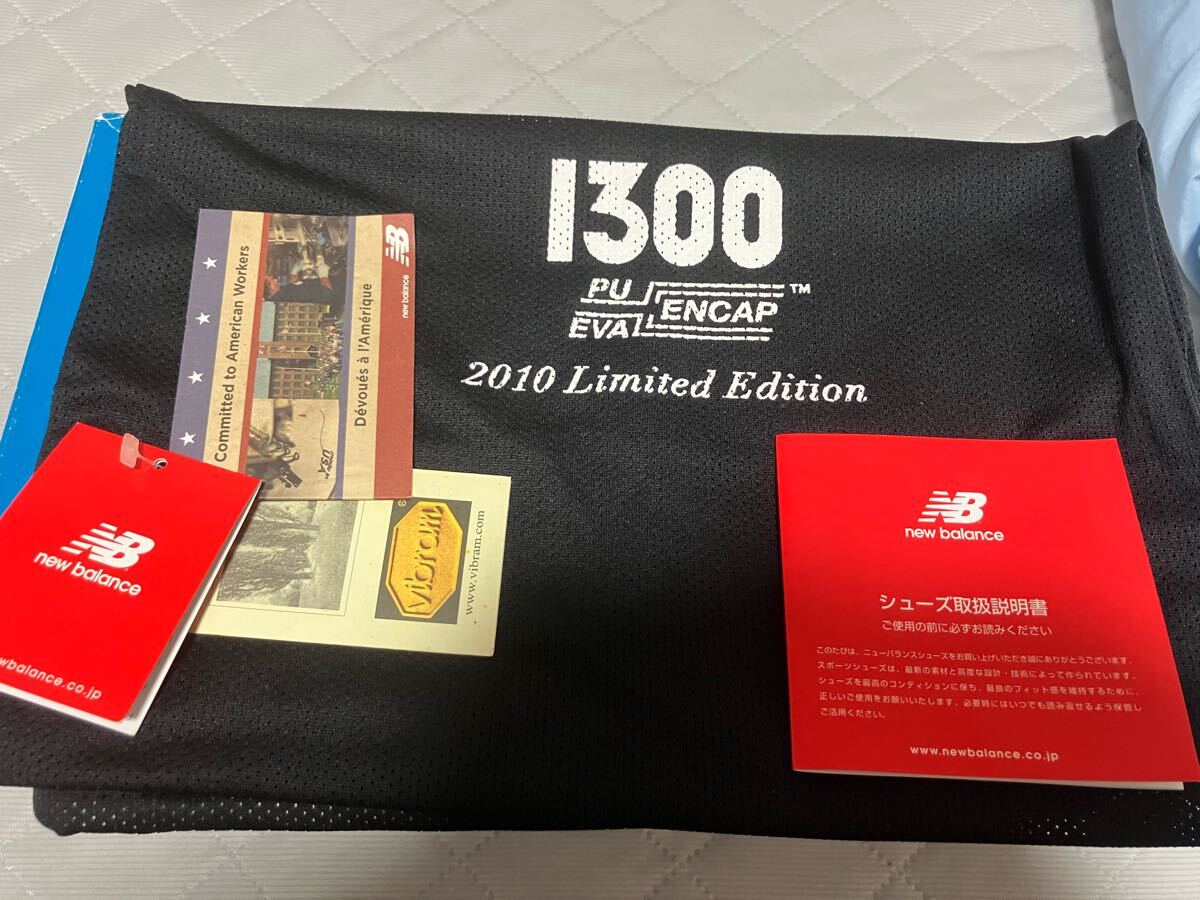 1300
PU
EVA
ENCAP™
2010 Limited Edition
Committed to American Workers
Dévoués à l'Amérique
NB
new balance
USA
vibram®
www.vibram.com
NB
new balance
newbalance.co.jp
NB
new balance
シューズ取扱説明書
ご使用の前に必ずお読みください
このたびは、ニューバランスシューズをお買い上げいただき誠にありがとうございます。
スポーツシューズは、最新の素材と高度な設計・技術によって作られています。
シューズを最高のコンディションに保ち、最良のフィット感を維持するために、
正しいご使用をお願いいたします。必要時にはいつでも読み返せるよう保管し
ご活用ください。
www.newbalance.co.jp